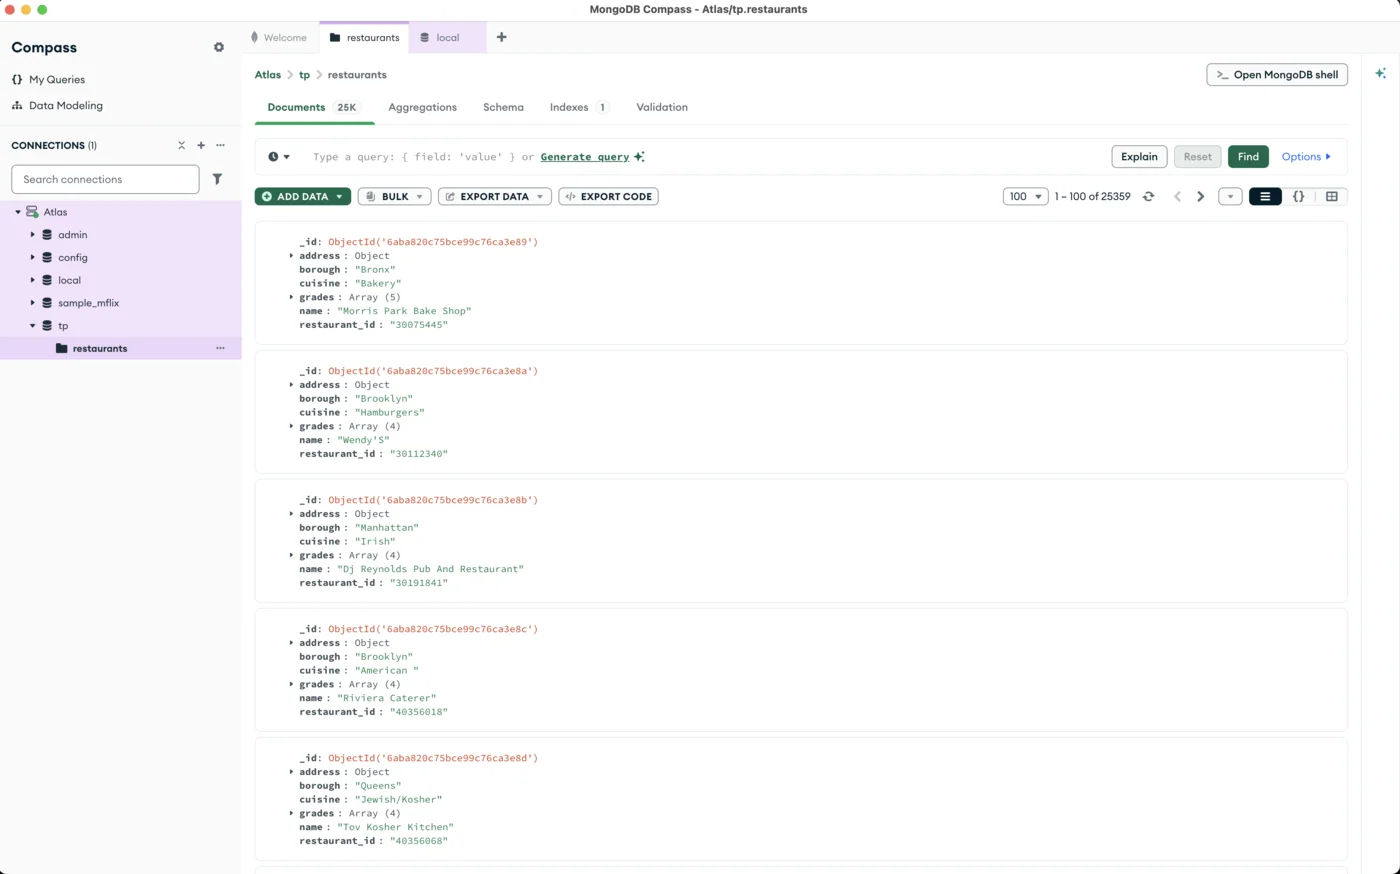 MongoDB Compass - Atlas/tp.restaurants
Compass
My Queries
Data Modeling
CONNECTIONS (1)
Search connections
Atlas
admin
config
local
sample_mflix
tp
restaurants
Welcome
restaurants
local
Atlas > tp > restaurants
>_ Open MongoDB shell
Documents 25K Aggregations Schema Indexes 1 Validation
Type a query: { field: 'value' } or Generate query
Explain Reset Find Options
ADD DATA BULK EXPORT DATA EXPORT CODE
100 1 – 100 of 25359
_id: ObjectId('6aba820c75bce99c76ca3e89')
address : Object
borough : "Bronx"
cuisine : "Bakery"
grades : Array (5)
name : "Morris Park Bake Shop"
restaurant_id : "30075445"
_id: ObjectId('6aba820c75bce99c76ca3e8a')
address : Object
borough : "Brooklyn"
cuisine : "Hamburgers"
grades : Array (4)
name : "Wendy'S"
restaurant_id : "30112340"
_id: ObjectId('6aba820c75bce99c76ca3e8b')
address : Object
borough : "Manhattan"
cuisine : "Irish"
grades : Array (4)
name : "Dj Reynolds Pub And Restaurant"
restaurant_id : "30191841"
_id: ObjectId('6aba820c75bce99c76ca3e8c')
address : Object
borough : "Brooklyn"
cuisine : "American "
grades : Array (4)
name : "Riviera Caterer"
restaurant_id : "40356018"
_id: ObjectId('6aba820c75bce99c76ca3e8d')
address : Object
borough : "Queens"
cuisine : "Jewish/Kosher"
grades : Array (4)
name : "Tov Kosher Kitchen"
restaurant_id : "40356068"